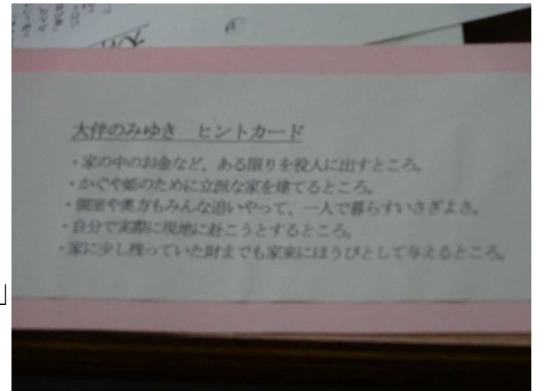 大伴のみゆき ヒントカード
・家の中のお金など、ある限りを役人に出すところ。
・かぐや姫のために立派な家を建てるところ。
・側室や奥方もみんな追いやって、一人で暮らすいさぎよさ。
・自分で実際に現地に赴こうとするところ。
・家に少し残っていた財までも家来にほうびとして与えるところ。